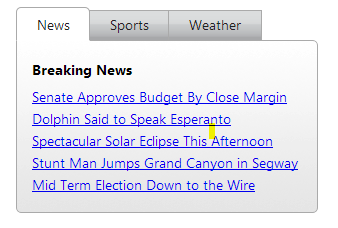 News Sports Weather
Breaking News
Senate Approves Budget By Close Margin
Dolphin Said to Speak Esperanto
Spectacular Solar Eclipse This Afternoon
Stunt Man Jumps Grand Canyon in Segway
Mid Term Election Down to the Wire